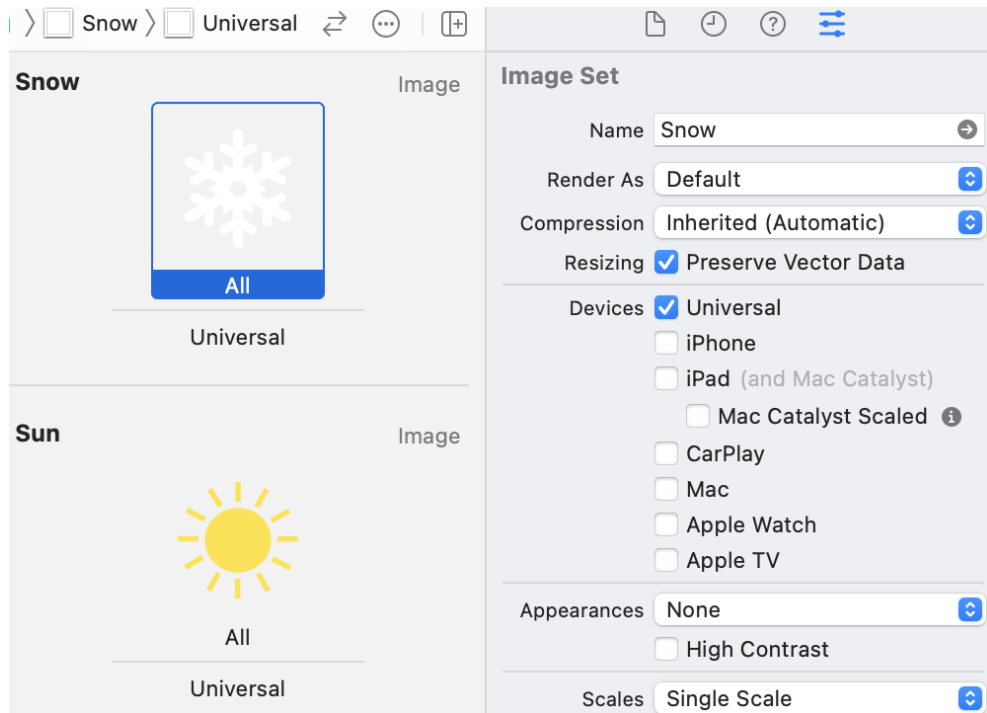 Snow Universal
Snow
Image
All
Universal
Sun
Image
All
Universal
Image Set
Name Snow
Render As Default
Compression Inherited (Automatic)
Resizing Preserve Vector Data
Devices Universal
iPhone
iPad (and Mac Catalyst)
Mac Catalyst Scaled
CarPlay
Mac
Apple Watch
Apple TV
Appearances None
High Contrast
Scales Single Scale